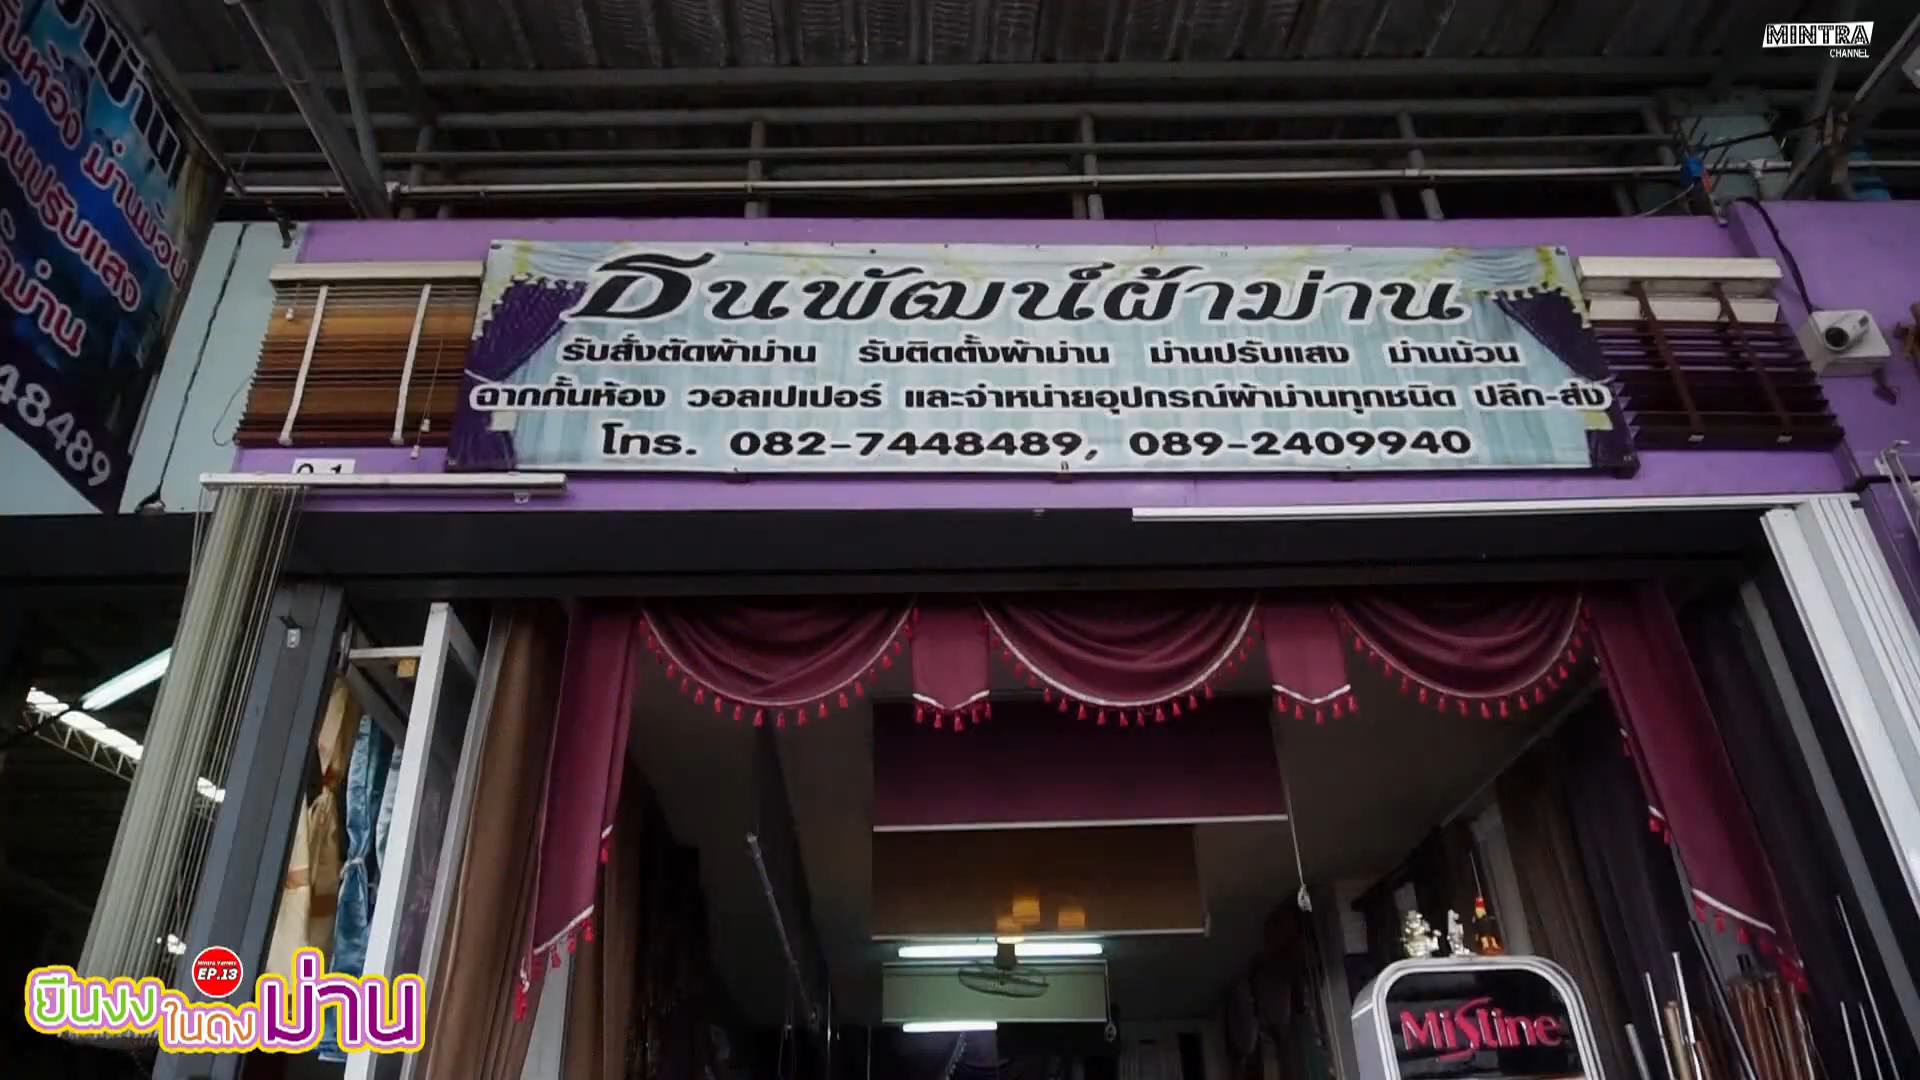 MINTRA
CHANNEL
ธนพัฒน์ผ้าม่าน
รับสั่งตัดผ้าม่าน รับติดตั้งผ้าม่าน ม่านปรับแสง ม่านม้วน
ฉากกั้นห้อง วอลเปเปอร์ และจำหน่ายอุปกรณ์ผ้าม่านทุกชนิด ปลีก-ส่ง
โทร. 082-7448489, 089-2409940
ม่านม้วน
ม่านปรับแสง
48489
EP.13
ยืนงง ในดง ม่าน
Mistine